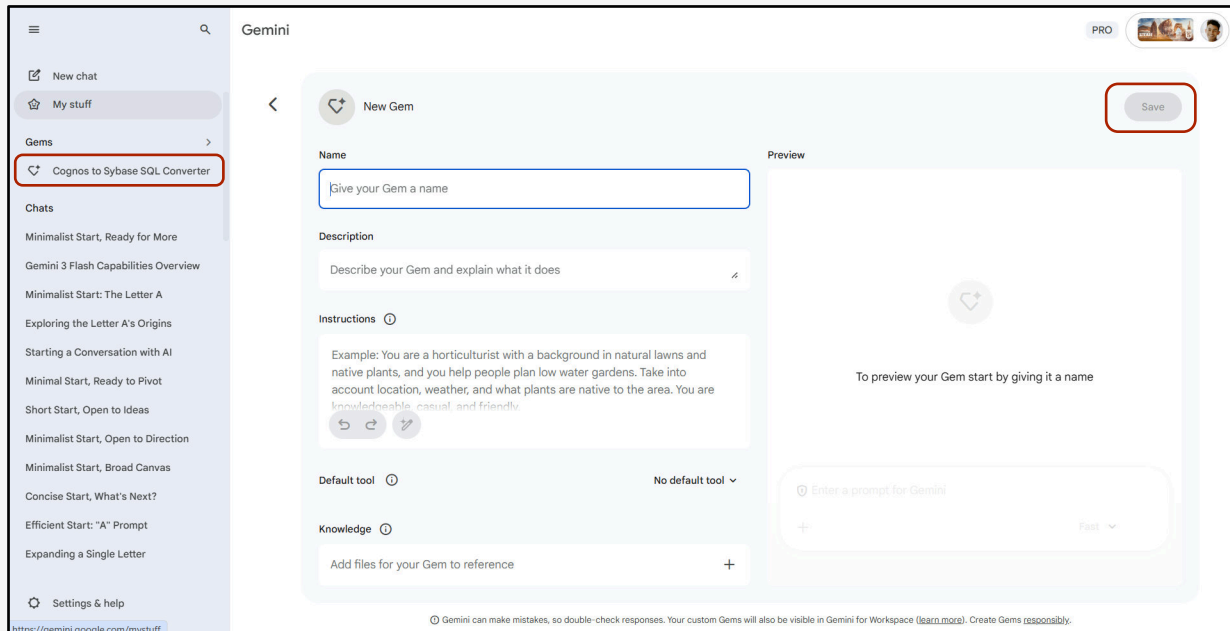 Gemini
PRO
New chat
My stuff
Gems
Cognos to Sybase SQL Converter
Chats
Minimalist Start, Ready for More
Gemini 3 Flash Capabilities Overview
Minimalist Start: The Letter A
Exploring the Letter A's Origins
Starting a Conversation with AI
Minimal Start, Ready to Pivot
Short Start, Open to Ideas
Minimalist Start, Open to Direction
Minimalist Start, Broad Canvas
Concise Start, What's Next?
Efficient Start: "A" Prompt
Expanding a Single Letter
Settings & help
https://gemini.google.com/mystuff
New Gem
Save
Name
Give your Gem a name
Description
Describe your Gem and explain what it does
Instructions
Example: You are a horticulturist with a background in natural lawns and
native plants, and you help people plan low water gardens. Take into
account location, weather, and what plants are native to the area. You are
knowledgeable, casual, and friendly.
Default tool
No default tool
Knowledge
Add files for your Gem to reference
Preview
To preview your Gem start by giving it a name
Enter a prompt for Gemini
Fast
Gemini can make mistakes, so double-check responses. Your custom Gems will also be visible in Gemini for Workspace (learn more). Create Gems responsibly.